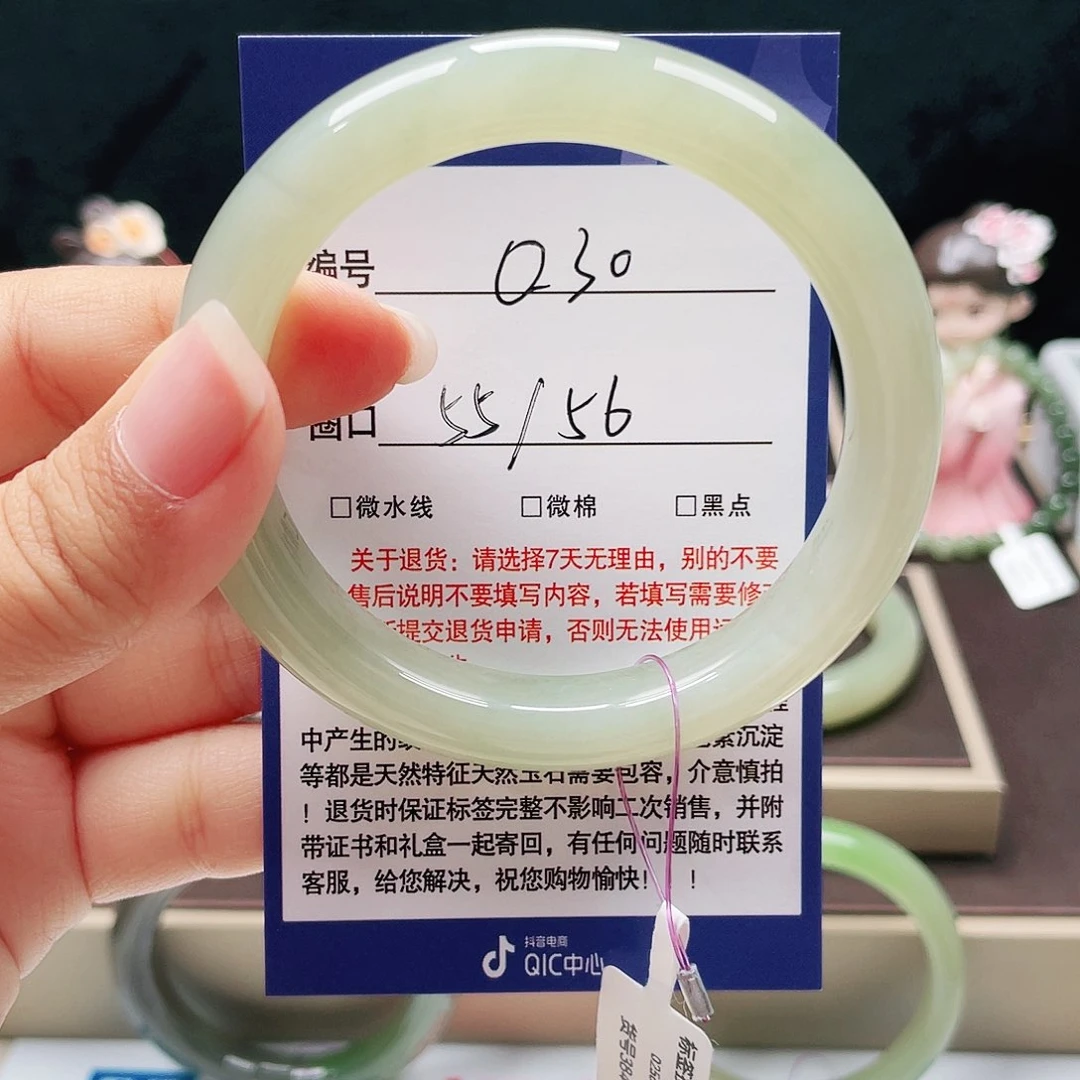 编号 030
圈口 55/56
□微水线 □微棉 □黑点
关于退货：请选择7天无理由，别的不要
售后说明不要填写内容，若填写需要修
提交退货申请，否则无法使用
中产生的 沉淀
等都是天然特征天然玉石需要包容，介意慎拍
！退货时保证标签完整不影响二次销售，并附
带证书和礼盒一起寄回，有任何问题随时联系
客服，给您解决，祝您购物愉快！ ！
抖音电商
QIC中心
标签
货号